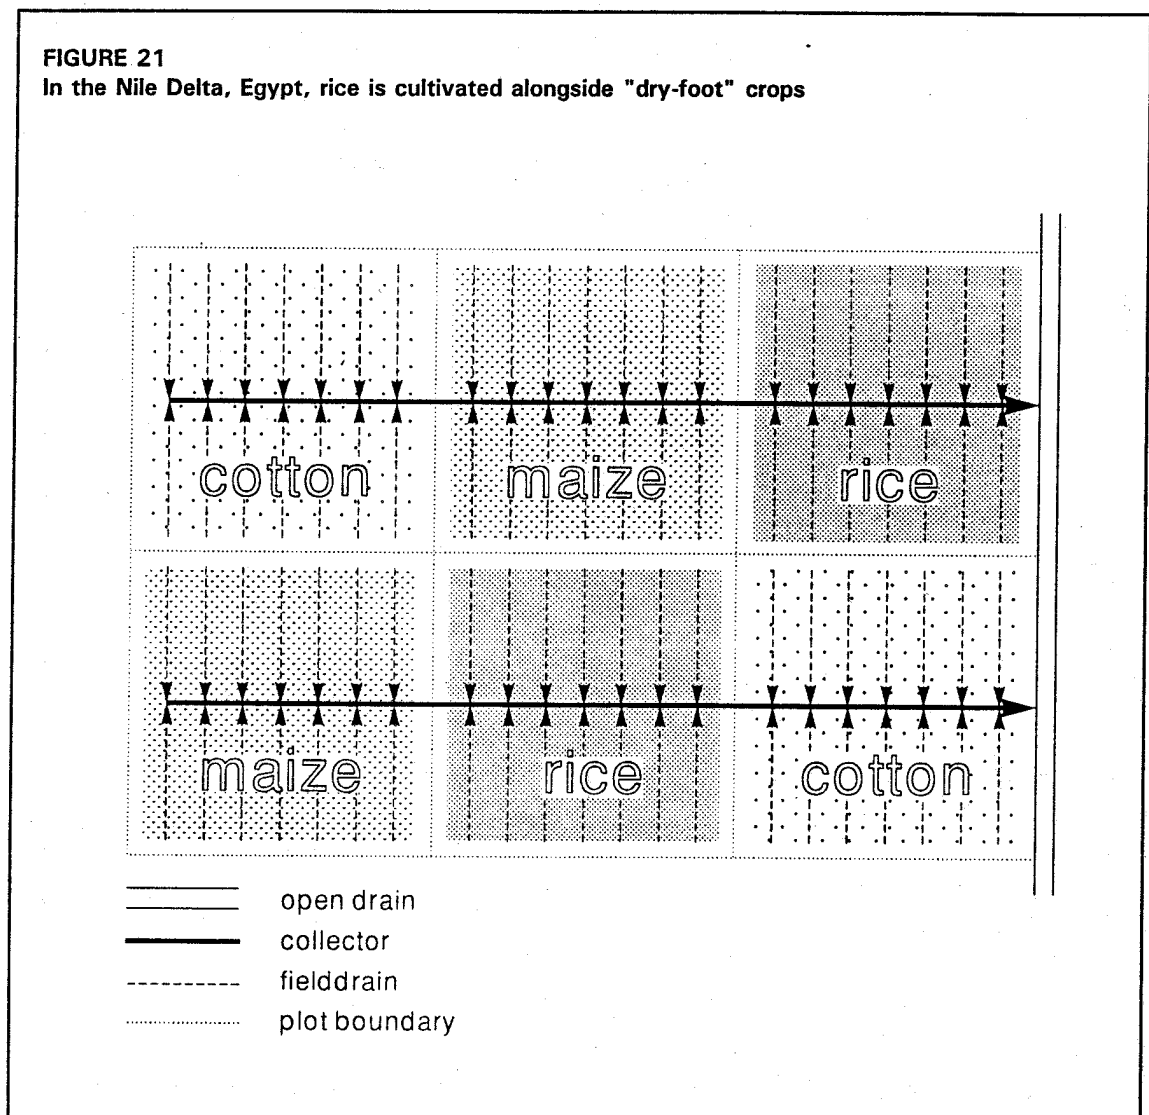 FIGURE 21
In the Nile Delta, Egypt, rice is cultivated alongside "dry-foot" crops
cotton
maize
rice
maize
rice
cotton
open drain
collector
fielddrain
plot boundary